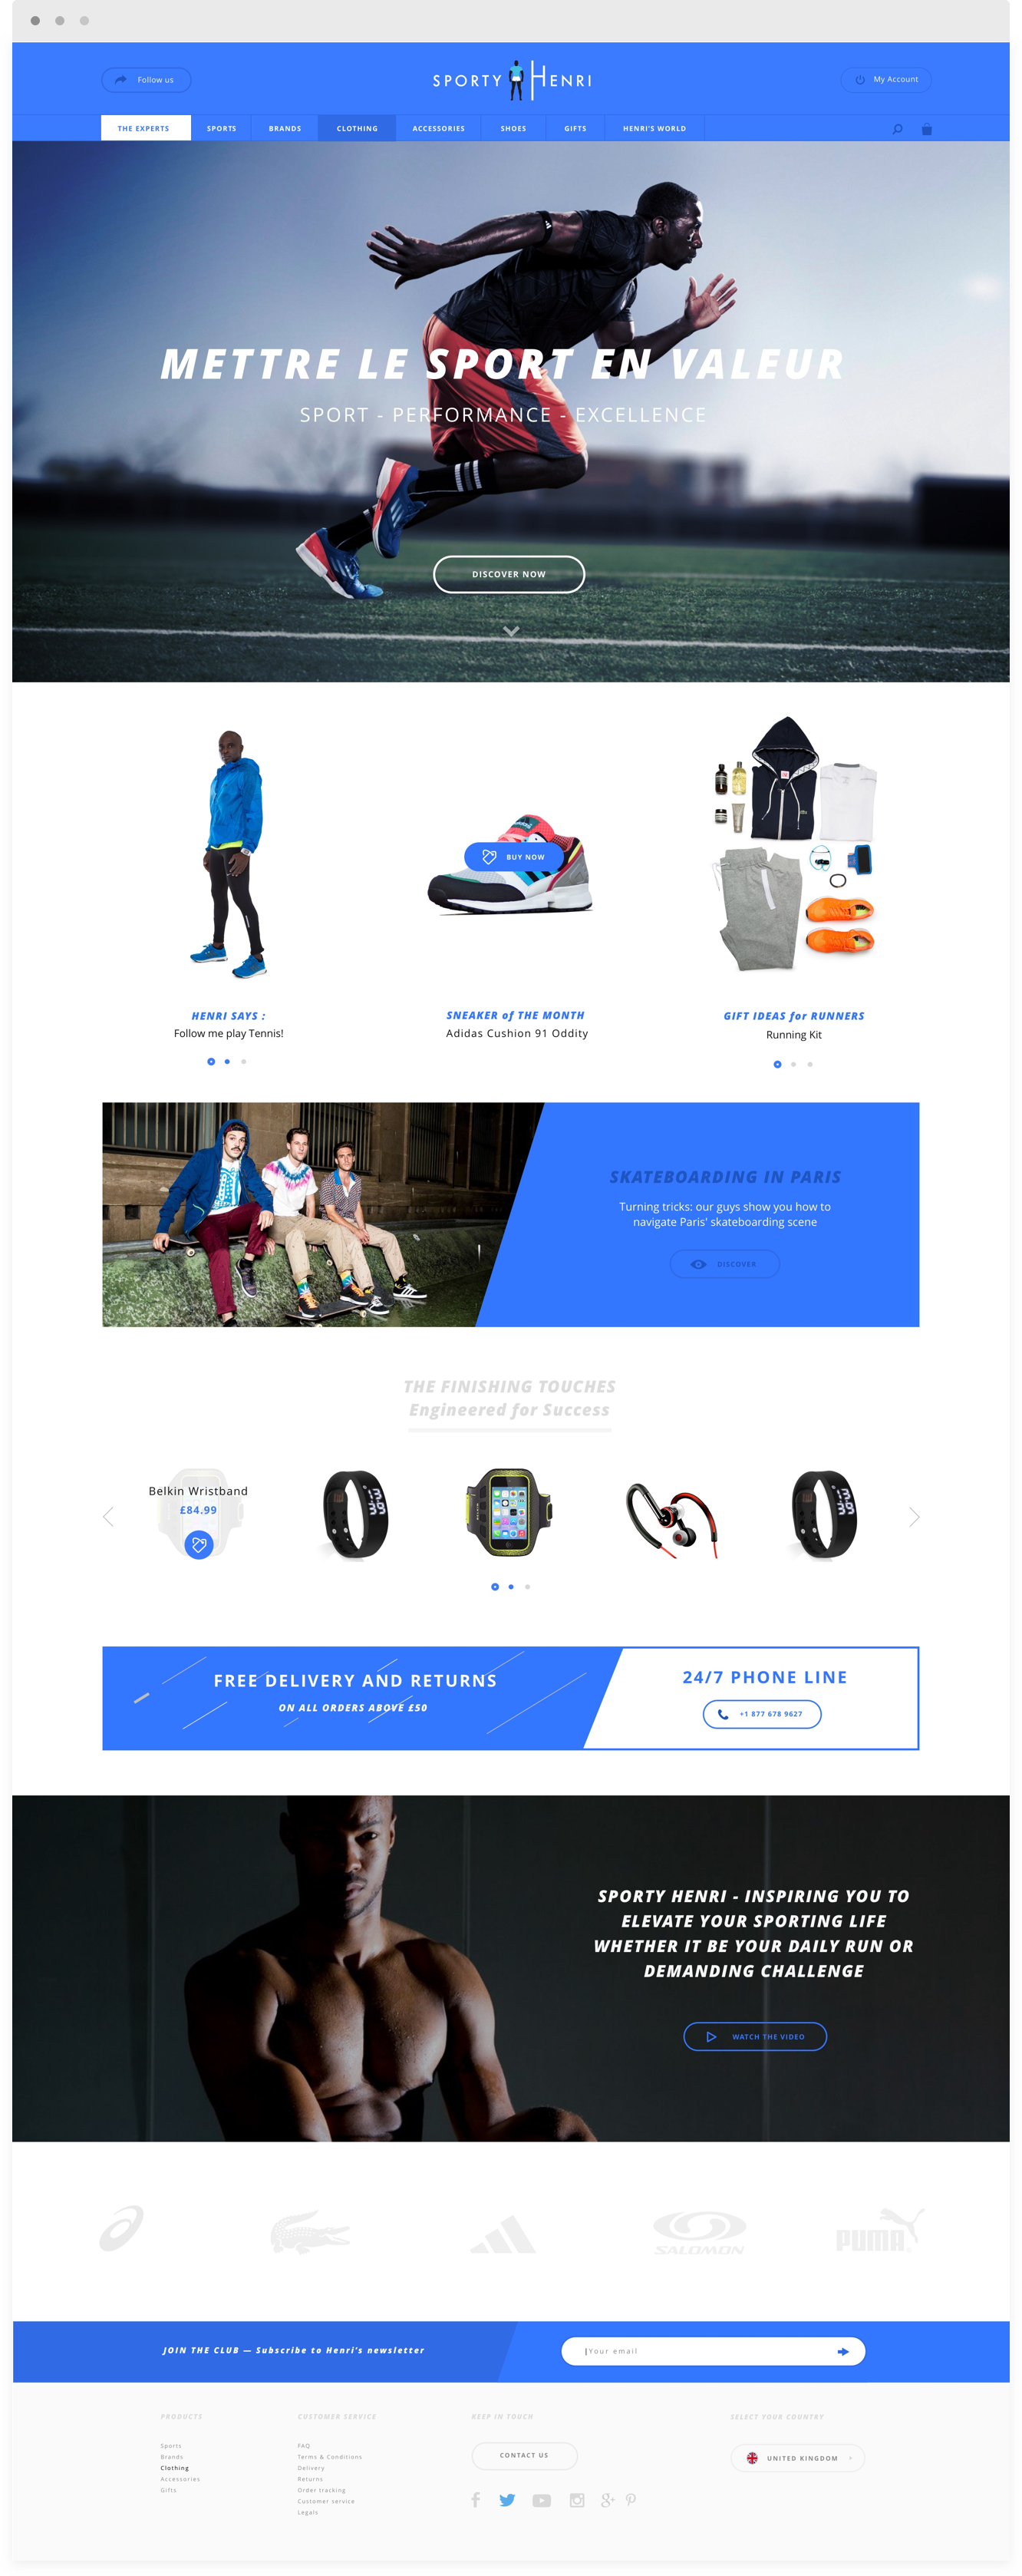 Follow us
SPORTY HENRI
My Account
THE EXPERTS
SPORTS
BRANDS
CLOTHING
ACCESSORIES
SHOES
GIFTS
HENRI'S WORLD
METTRE LE SPORT EN VALEUR
SPORT - PERFORMANCE - EXCELLENCE
DISCOVER NOW
BUY NOW
HENRI SAYS :
Follow me play Tennis!
SNEAKER of THE MONTH
Adidas Cushion 91 Oddity
GIFT IDEAS for RUNNERS
Running Kit
SKATEBOARDING IN PARIS
Turning tricks: our guys show you how to
navigate Paris' skateboarding scene
DISCOVER
THE FINISHING TOUCHES
Engineered for Success
Belkin Wristband
£84.99
FREE DELIVERY AND RETURNS
ON ALL ORDERS ABOVE £50
24/7 PHONE LINE
+1 877 678 9627
SPORTY HENRI - INSPIRING YOU TO
ELEVATE YOUR SPORTING LIFE
WHETHER IT BE YOUR DAILY RUN OR
DEMANDING CHALLENGE
WATCH THE VIDEO
SALOMON
PUMA
JOIN THE CLUB — Subscribe to Henri's newsletter
Your email
PRODUCTS
Sports
Brands
Clothing
Accessories
Gifts
CUSTOMER SERVICE
FAQ
Terms & Conditions
Delivery
Returns
Order tracking
Customer service
Legals
KEEP IN TOUCH
CONTACT US
SELECT YOUR COUNTRY
UNITED KINGDOM